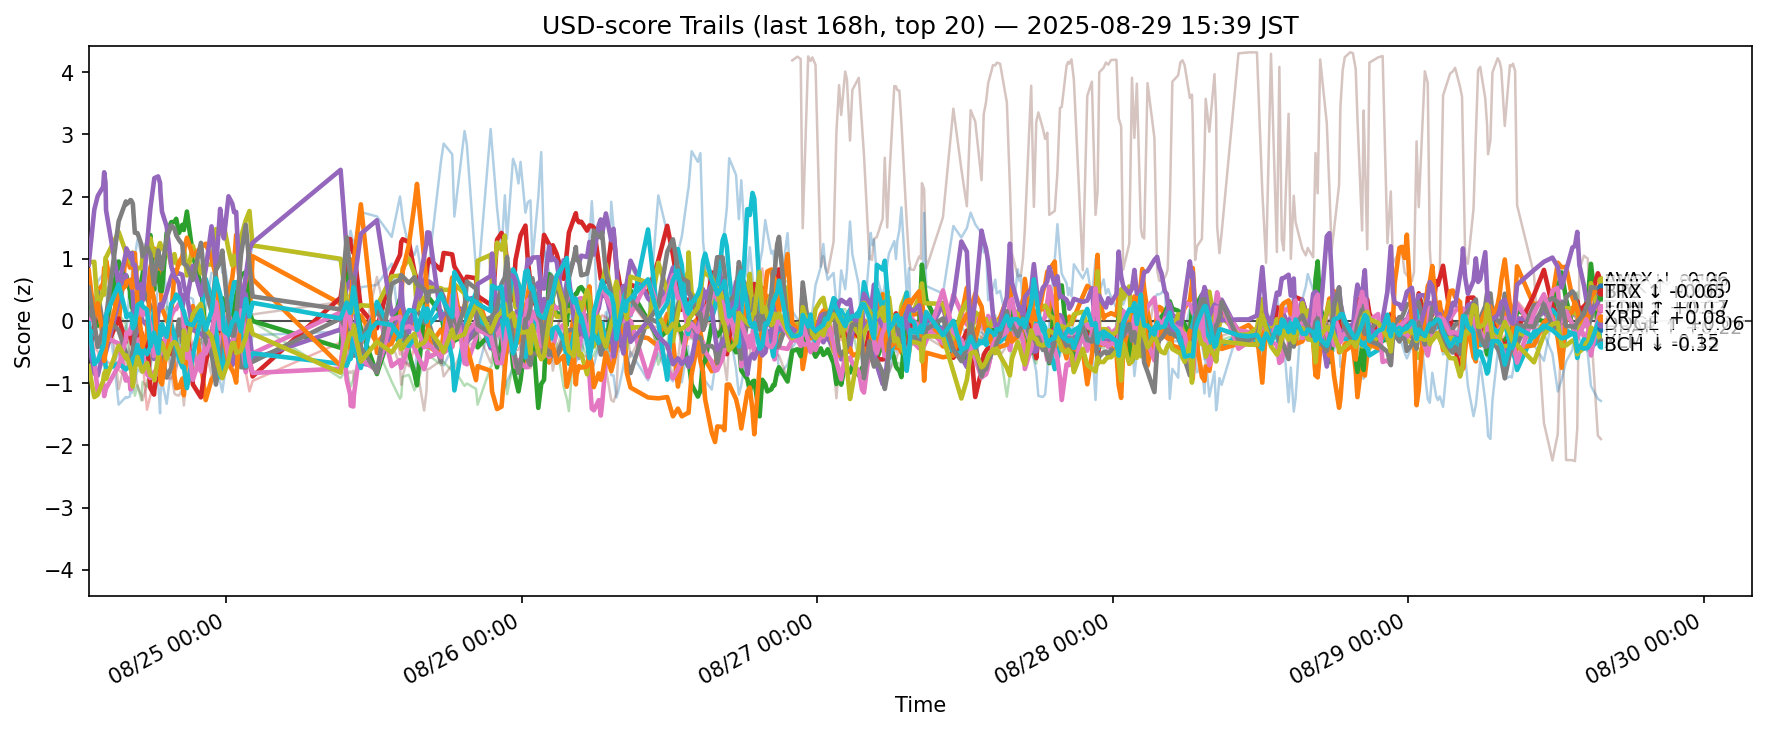 USD-score Trails (last 168h, top 20) — 2025-08-29 15:39 JST
Score (z)
4
3
2
1
0
−1
−2
−3
−4
AVAX
TRX ↓ -0.06
XRP ↑ +0.08
BCH ↓ -0.32
08/25 00:00
08/26 00:00
08/27 00:00
08/28 00:00
08/29 00:00
08/30 00:00
Time